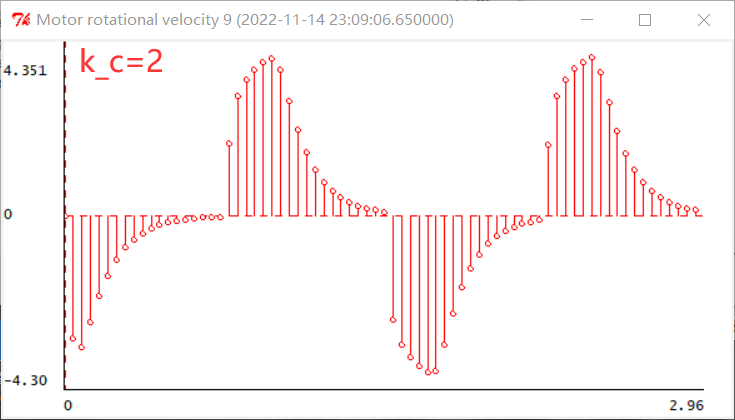 Motor rotational velocity 9 (2022-11-14 23:09:06.650000)
k_c=2
4.351
0
-4.30
0
2.96